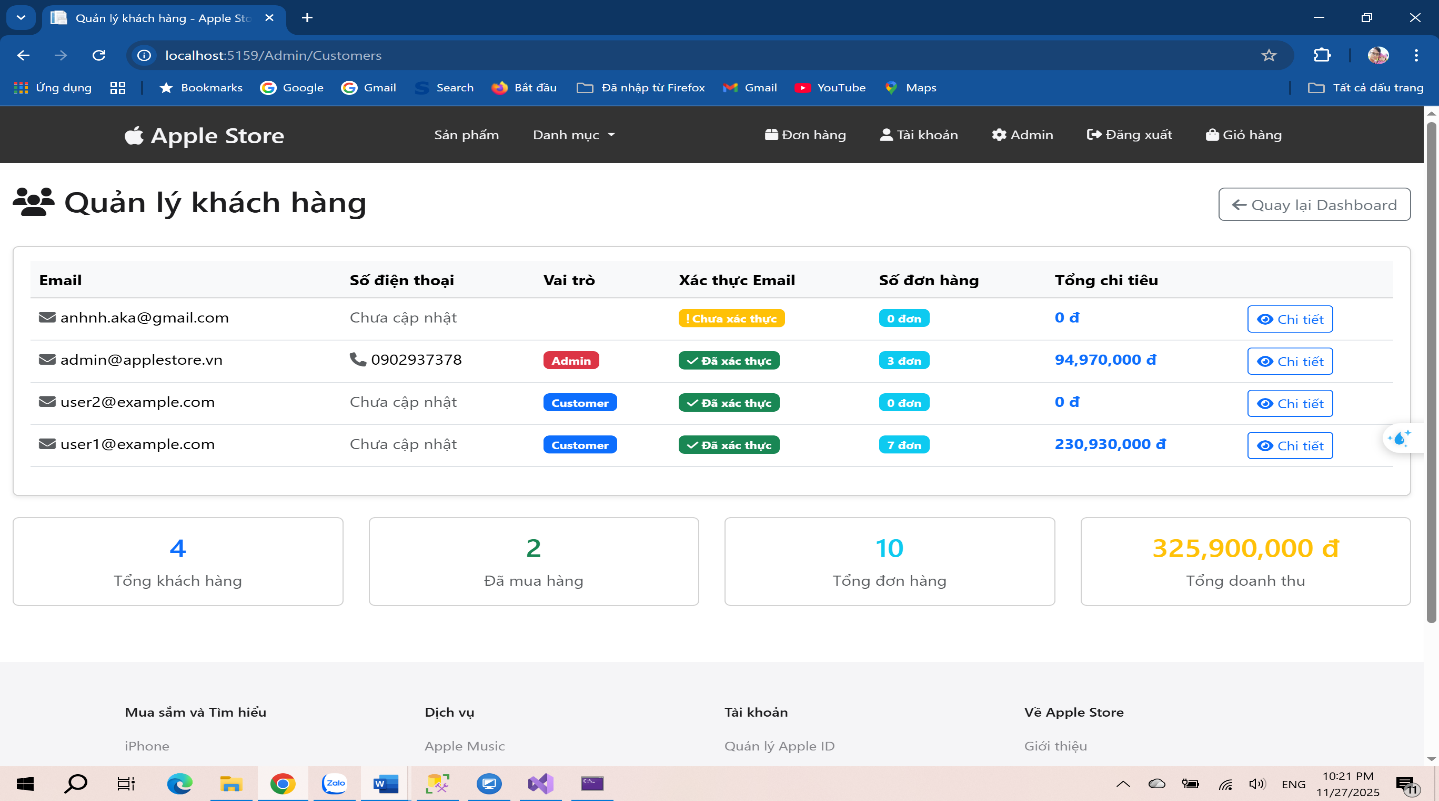 Quản lý khách hàng - Apple Sto
localhost:5159/Admin/Customers
Ứng dụng Bookmarks Google Gmail Search Bắt đầu Đã nhập từ Firefox Gmail YouTube Maps Tất cả dấu trang
Apple Store Sản phẩm Danh mục Đơn hàng Tài khoản Admin Đăng xuất Giỏ hàng
Quản lý khách hàng Quay lại Dashboard
Email Số điện thoại Vai trò Xác thực Email Số đơn hàng Tổng chi tiêu
anhnh.aka@gmail.com Chưa cập nhật ! Chưa xác thực 0 đơn 0 đ Chi tiết
admin@applestore.vn 0902937378 Admin Đã xác thực 3 đơn 94,970,000 đ Chi tiết
user2@example.com Chưa cập nhật Customer Đã xác thực 0 đơn 0 đ Chi tiết
user1@example.com Chưa cập nhật Customer Đã xác thực 7 đơn 230,930,000 đ Chi tiết
4 2 10 325,900,000 đ
Tổng khách hàng Đã mua hàng Tổng đơn hàng Tổng doanh thu
Mua sắm và Tìm hiểu Dịch vụ Tài khoản Về Apple Store
iPhone Apple Music Quản lý Apple ID Giới thiệu
Zalo ENG 10:21 PM
11/27/2025 11